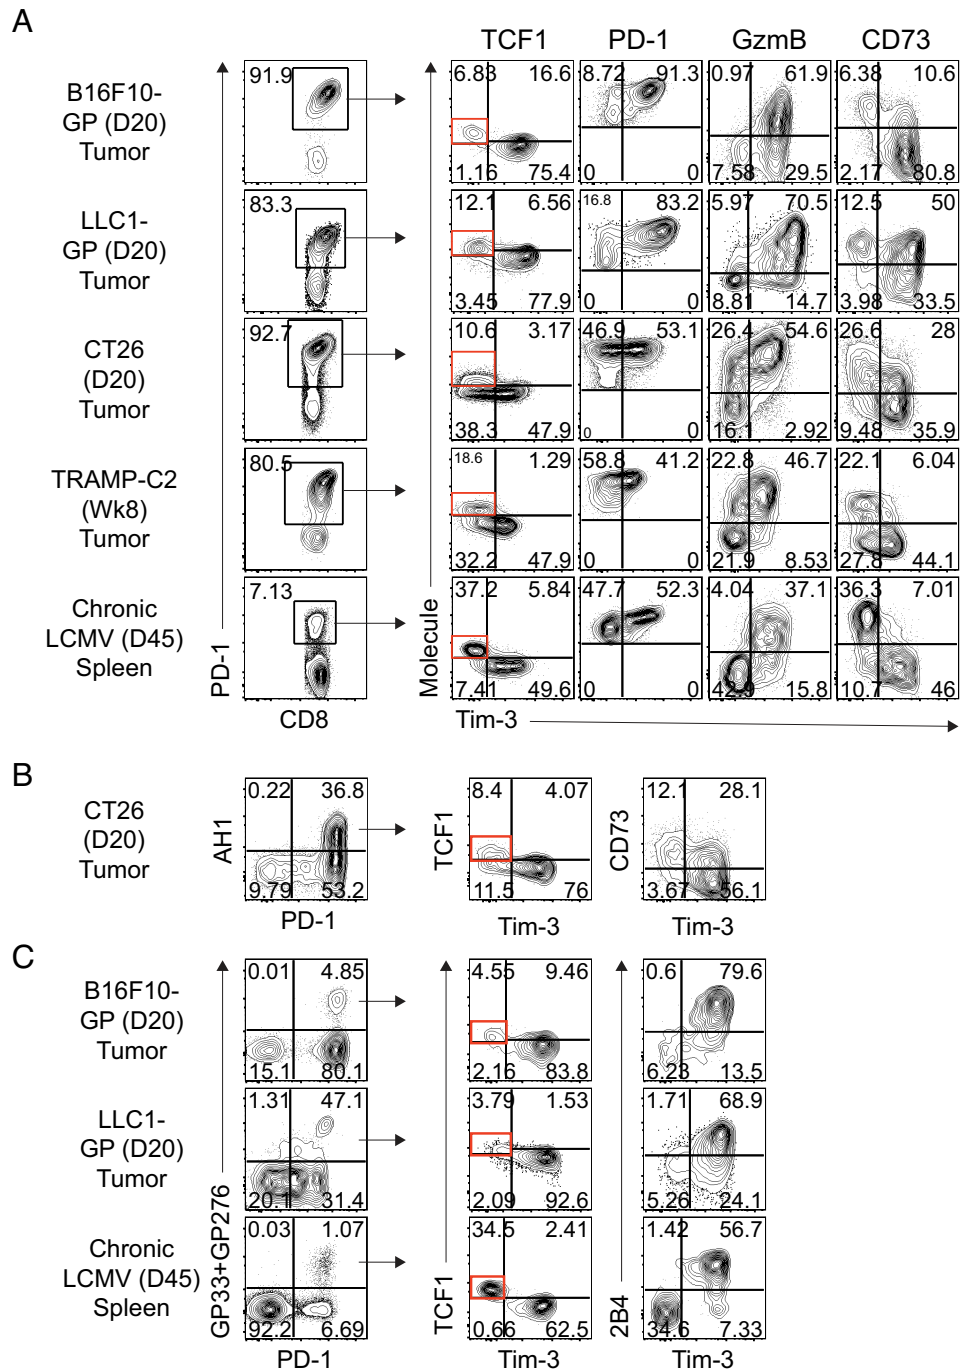 A
TCF1 PD-1 GzmB CD73
B16F10-
GP (D20)
Tumor
91.9
6.83 16.6
1.16 75.4
8.72 91.3
0 0
0.97 61.9
7.58 29.5
6.38 10.6
2.17 80.8
LLC1-
GP (D20)
Tumor
83.3
12.1 6.56
3.45 77.9
16.8 83.2
0 0
5.97 70.5
8.81 14.7
12.5 50
3.98 33.5
CT26
(D20)
Tumor
92.7
10.6 3.17
38.3 47.9
46.9 53.1
0 0
26.4 54.6
16.1 2.92
26.6 28
9.48 35.9
TRAMP-C2
(Wk8)
Tumor
80.5
18.6 1.29
32.2 47.9
58.8 41.2
0 0
22.8 46.7
21.9 8.53
22.1 6.04
27.8 44.1
Chronic
LCMV (D45)
Spleen
7.13
37.2 5.84
7.41 49.6
47.7 52.3
0 0
4.04 37.1
42.9 15.8
36.3 7.01
10.7 46
PD-1
CD8
Molecule
Tim-3
B
CT26
(D20)
Tumor
AH1
0.22 36.8
9.79 53.2
PD-1
TCF1
8.4 4.07
11.5 76
Tim-3
CD73
12.1 28.1
3.67 56.1
Tim-3
C
B16F10-
GP (D20)
Tumor
0.01 4.85
15.1 80.1
4.55 9.46
2.16 83.8
0.6 79.6
6.23 13.5
LLC1-
GP (D20)
Tumor
1.31 47.1
20.1 31.4
3.79 1.53
2.09 92.6
1.71 68.9
5.26 24.1
Chronic
LCMV (D45)
Spleen
0.03 1.07
92.2 6.69
34.5 2.41
0.66 62.5
1.42 56.7
34.6 7.33
GP33+GP276
PD-1
TCF1
Tim-3
2B4
Tim-3